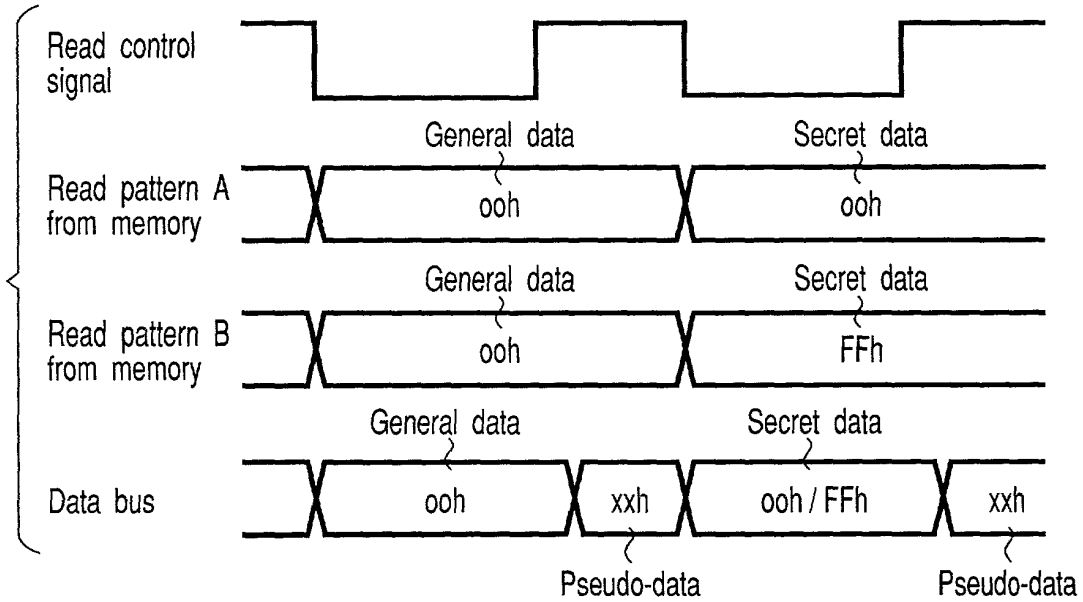 Read control
signal
General data
Secret data
Read pattern A
from memory
ooh
ooh
General data
Secret data
Read pattern B
from memory
ooh
FFh
General data
Secret data
Data bus
ooh
xxh
ooh / FFh
xxh
Pseudo-data
Pseudo-data